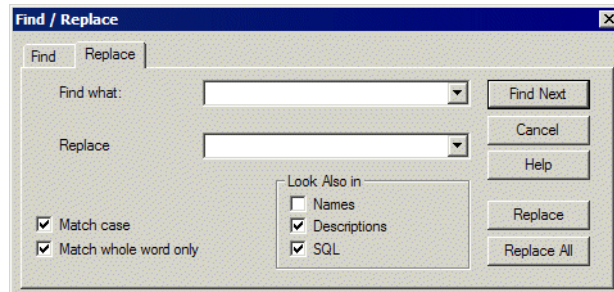 Find / Replace
Find
Replace
Find what:
Find Next
Cancel
Replace
Help
Look Also in
Names
Match case
Descriptions
Replace
Match whole word only
SQL
Replace All